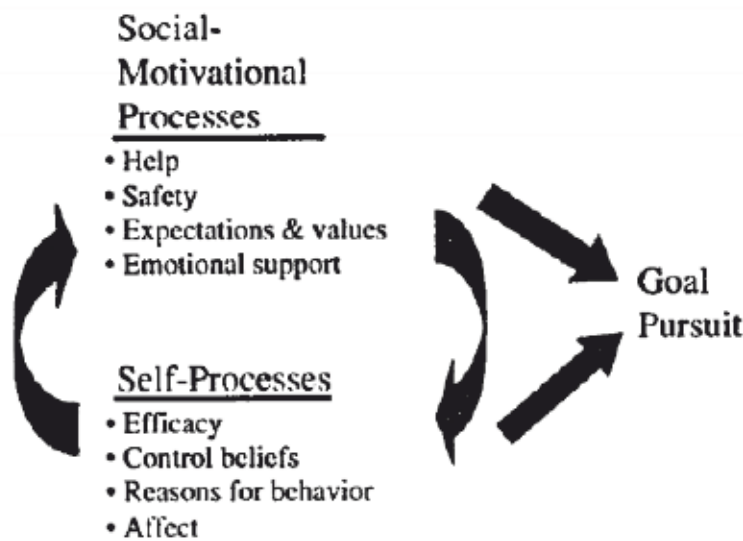 Social-
Motivational
Processes
• Help
• Safety
• Expectations & values
• Emotional support
Goal
Pursuit
Self-Processes
• Efficacy
• Control beliefs
• Reasons for behavior
• Affect